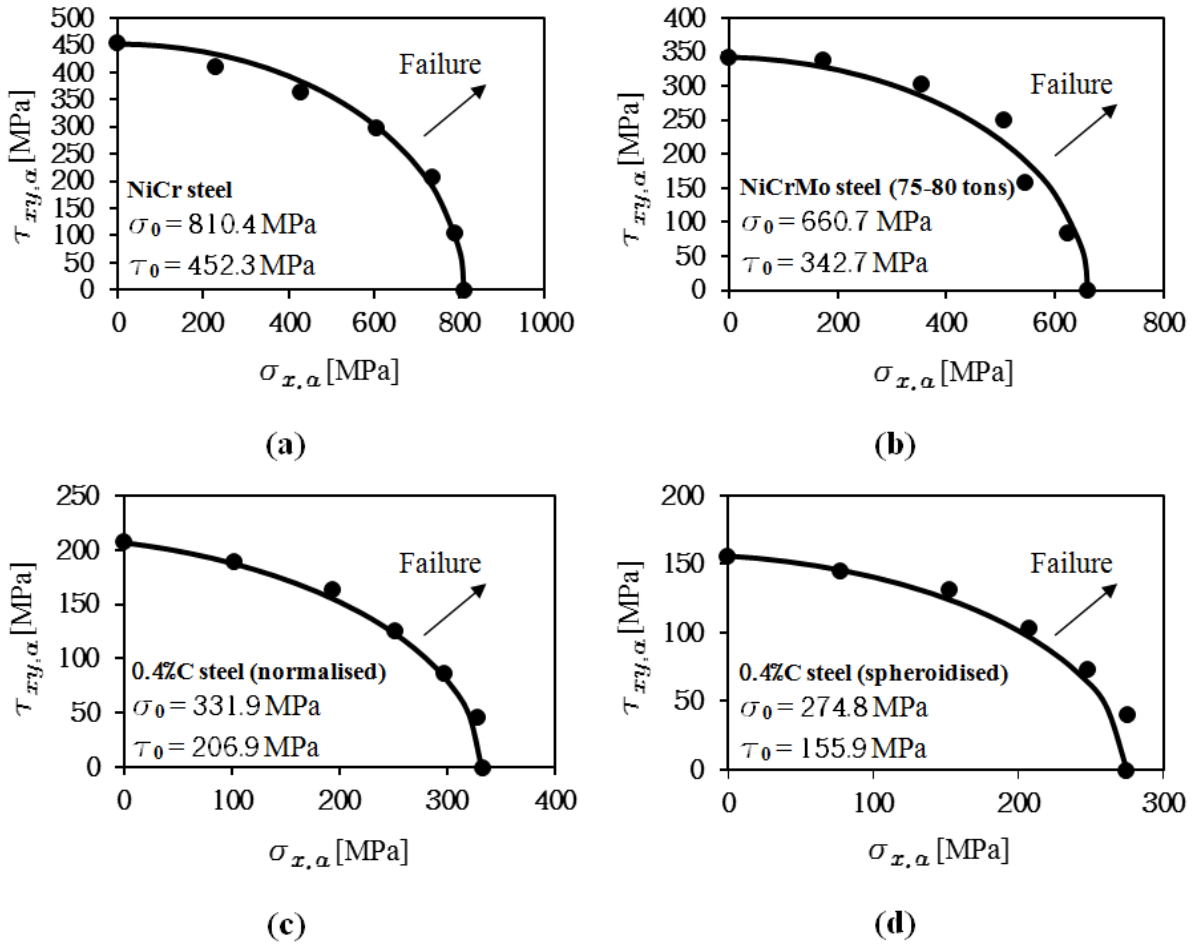 500
450
400
350
300
250
200
150
100
50
0
τxy,a [MPa]
Failure
NiCr steel
σ0 = 810.4 MPa
τ0 = 452.3 MPa
0 200 400 600 800 1000
σx,a [MPa]
(a)
400
350
300
250
200
150
100
50
0
τxy,a [MPa]
Failure
NiCrMo steel (75-80 tons)
σ0 = 660.7 MPa
τ0 = 342.7 MPa
0 200 400 600 800
σx,a [MPa]
(b)
250
200
150
100
50
0
τxy,a [MPa]
Failure
0.4%C steel (normalised)
σ0 = 331.9 MPa
τ0 = 206.9 MPa
0 100 200 300 400
σx,a [MPa]
(c)
200
150
100
50
0
τxy,a [MPa]
Failure
0.4%C steel (spheroidised)
σ0 = 274.8 MPa
τ0 = 155.9 MPa
0 100 200 300
σx,a [MPa]
(d)